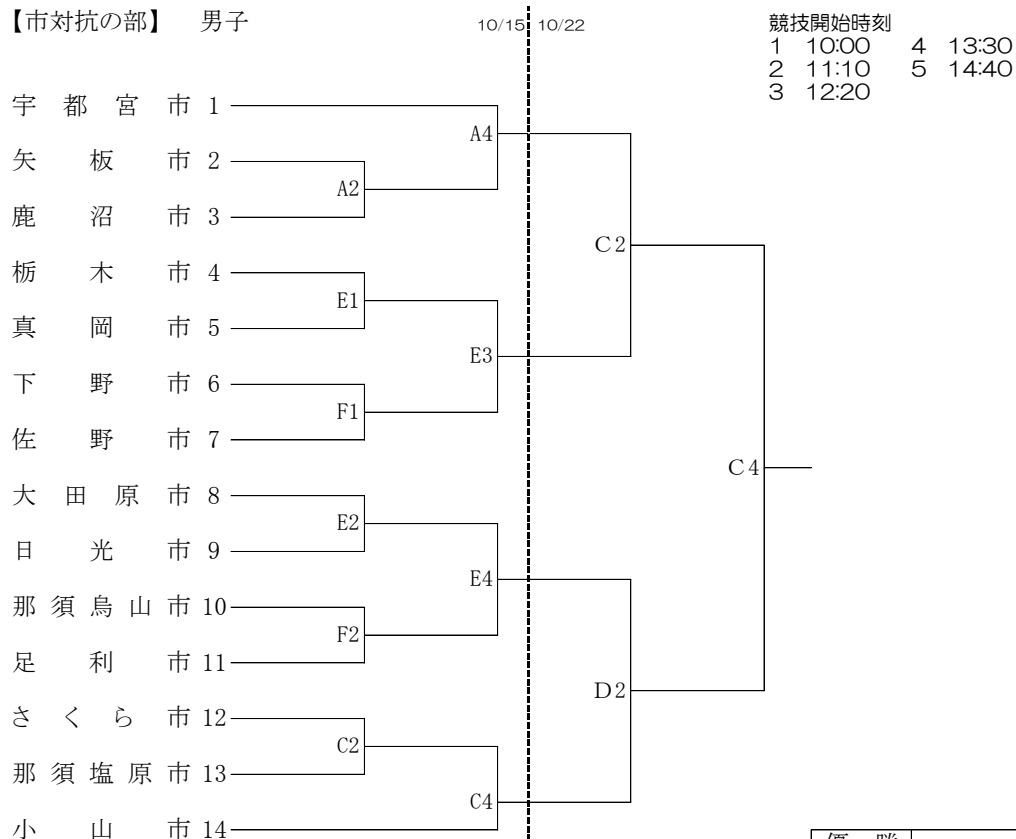 【市対抗の部】 男子 10/15 10/22 競技開始時刻
1 10:00 4 13:30
2 11:10 5 14:40
3 12:20
宇都宮市 1
A4
矢板市 2
A2
鹿沼市 3
C2
栃木市 4
E1
真岡市 5
E3
下野市 6
F1
佐野市 7
C4
大田原市 8
E2
日光市 9
E4
那須烏山市 10
F2
足利市 11
D2
さくら市 12
C2
那須塩原市 13
C4
小山市 14
優勝